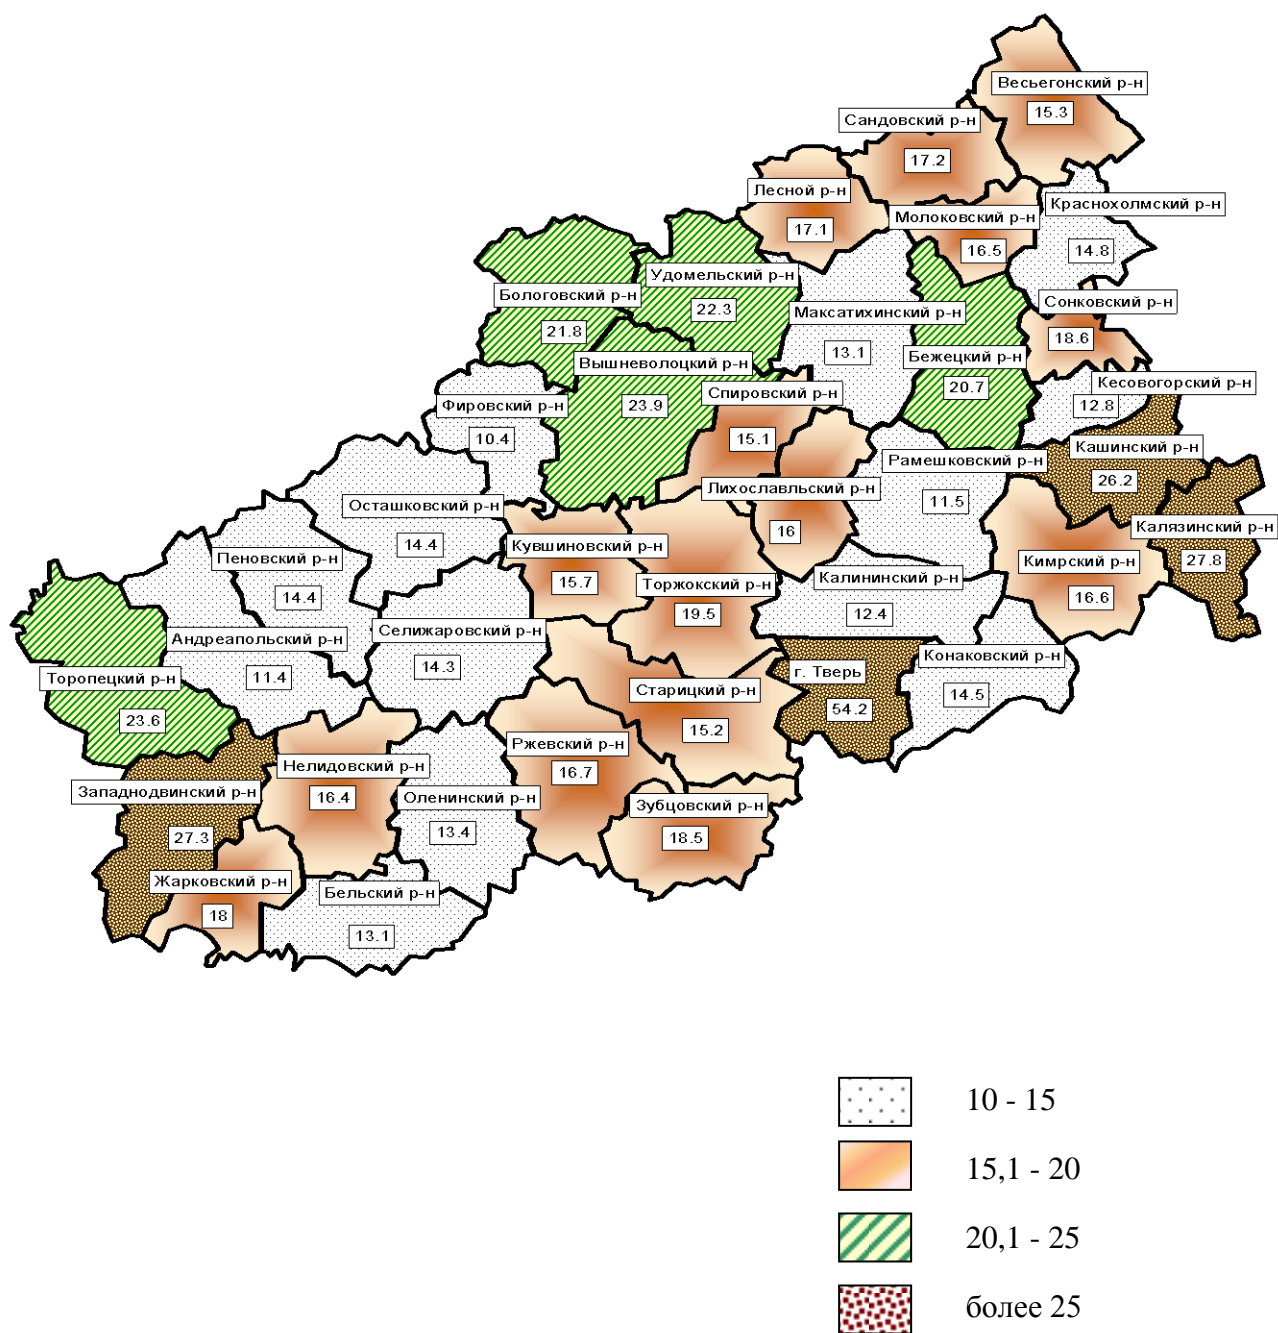 Весьегонский р-н
15.3
Сандовский р-н
17.2
Лесной р-н
17.1
Молоковский р-н
16.5
Краснохолмский р-н
14.8
Удомельский р-н
22.3
Бологовский р-н
21.8
Максатихинский р-н
13.1
Сонковский р-н
18.6
Бежецкий р-н
20.7
Вышневолоцкий р-н
23.9
Кесовогорский р-н
12.8
Спировский р-н
15.1
Фировский р-н
10.4
Кашинский р-н
26.2
Рамешковский р-н
11.5
Лихославльский р-н
16
Осташковский р-н
14.4
Калязинский р-н
27.8
Кувшиновский р-н
15.7
Пеновский р-н
14.4
Кимрский р-н
16.6
Калининский р-н
12.4
Торжокский р-н
19.5
Селижаровский р-н
14.3
Андреапольский р-н
11.4
Конаковский р-н
14.5
г. Тверь
54.2
Торопецкий р-н
23.6
Старицкий р-н
15.2
Ржевский р-н
16.7
Нелидовский р-н
16.4
Западнодвинский р-н
27.3
Оленинский р-н
13.4
Зубцовский р-н
18.5
Жарковский р-н
18
Бельский р-н
13.1
10 - 15
15,1 - 20
20,1 - 25
более 25